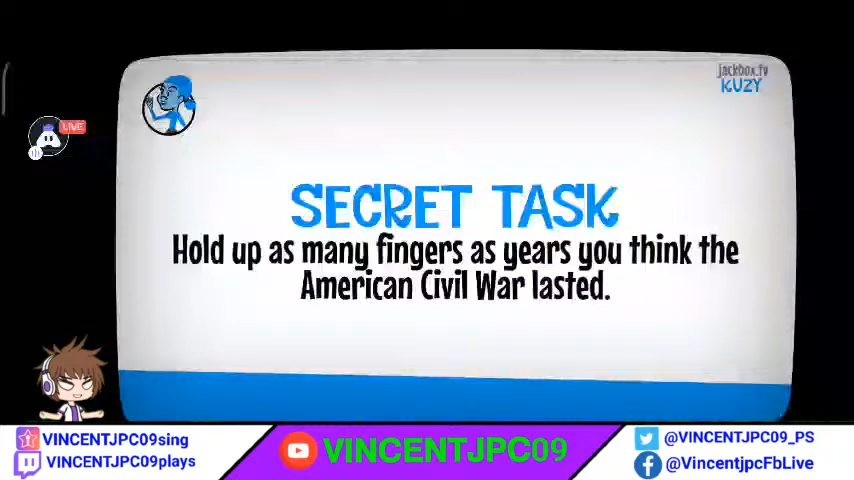 jackbox.tv
KUZY
LIVE
SECRET TASK
Hold up as many fingers as years you think the
American Civil War lasted.
VINCENTJPC09sing
VINCENTJPC09plays
VINCENTJPC09
@VINCENTJPC09_PS
@VincentjpcFbLive